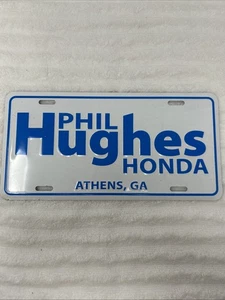 PHIL
Hughes
HONDA
ATHENS, GA